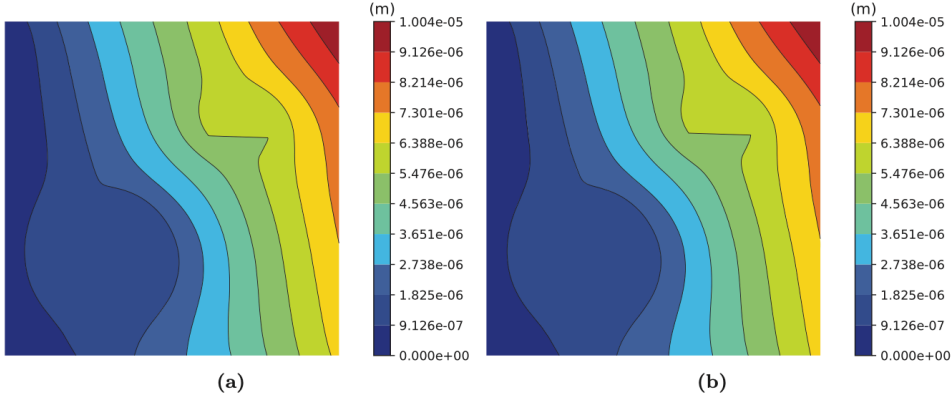 (m)
1.004e-05
9.126e-06
8.214e-06
7.301e-06
6.388e-06
5.476e-06
4.563e-06
3.651e-06
2.738e-06
1.825e-06
9.126e-07
0.000e+00
(a)
(m)
1.004e-05
9.126e-06
8.214e-06
7.301e-06
6.388e-06
5.476e-06
4.563e-06
3.651e-06
2.738e-06
1.825e-06
9.126e-07
0.000e+00
(b)